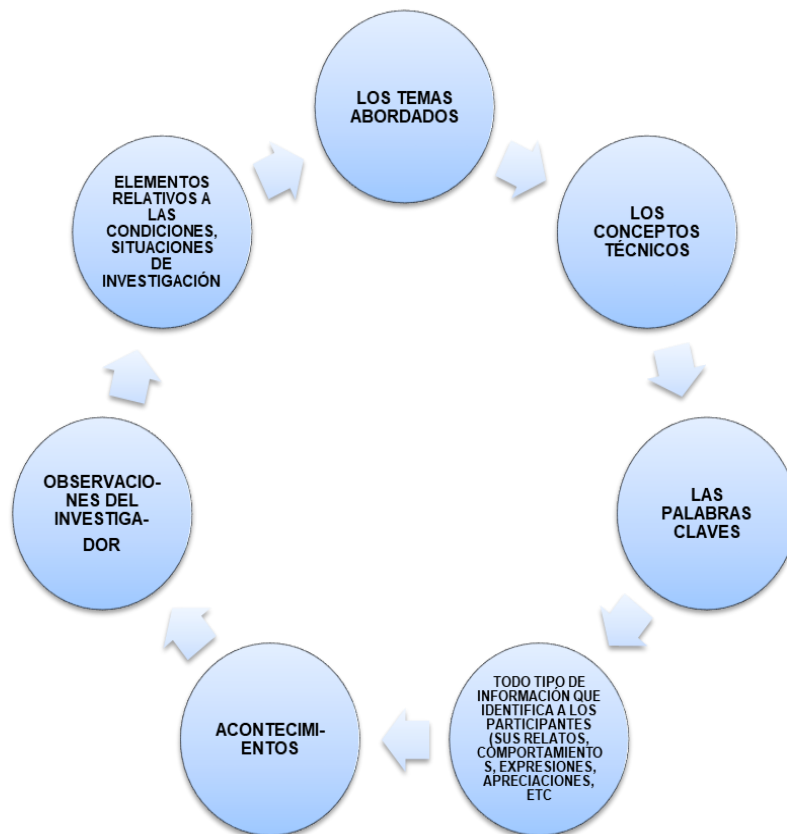 LOS TEMAS
ABORDADOS
LOS
CONCEPTOS
TÉCNICOS
LAS
PALABRAS
CLAVES
TODO TIPO DE
INFORMACIÓN QUE
IDENTIFICA A LOS
PARTICIPANTES
(SUS RELATOS,
COMPORTAMIENTO
S, EXPRESIONES,
APRECIACIONES,
ETC
ACONTECIMI-
ENTOS
OBSERVACIO-
NES DEL
INVESTIGA-
DOR
ELEMENTOS
RELATIVOS A
LAS
CONDICIONES,
SITUACIONES
DE
INVESTIGACIÓN